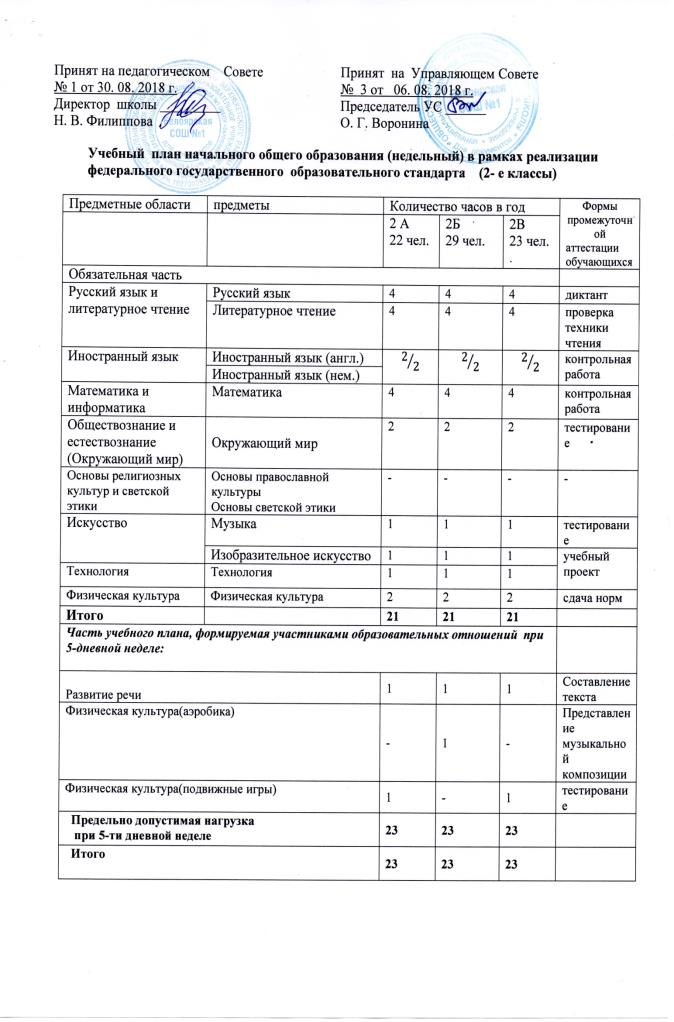 Принят на педагогическом Совете
№ 1 от 30. 08. 2018 г.
Директор школы
Н. В. Филиппова
Принят на Управляющем Совете
№ 3 от 06. 08. 2018 г.
Председатель УС
О. Г. Воронина
СОШ №1
Учебный план начального общего образования (недельный) в рамках реализации
федерального государственного образовательного стандарта (2- е классы)
Предметные области предметы Количество часов в год Формы
промежуточн
ой
аттестации
обучающихся
2 А 2Б 2В
22 чел. 29 чел. 23 чел.
Обязательная часть
Русский язык и Русский язык 4 4 4 диктант
литературное чтение Литературное чтение 4 4 4 проверка
техники
чтения
Иностранный язык Иностранный язык (англ.) 2/2 2/2 2/2 контрольная
Иностранный язык (нем.) работа
Математика и Математика 4 4 4 контрольная
информатика работа
Обществознание и 2 2 2 тестировани
естествознание Окружающий мир е
(Окружающий мир)
Основы религиозных Основы православной - - - -
культур и светской культуры
этики Основы светской этики
Искусство Музыка 1 1 1 тестировани
е
Изобразительное искусство 1 1 1 учебный
Технология Технология 1 1 1 проект
Физическая культура Физическая культура 2 2 2 сдача норм
Итого 21 21 21
Часть учебного плана, формируемая участниками образовательных отношений при
5-дневной неделе:
Развитие речи 1 1 1 Составление
текста
Физическая культура(аэробика) - 1 - Представлен
ие
музыкально
й
композиции
Физическая культура(подвижные игры) 1 - 1 тестировани
е
Предельно допустимая нагрузка
при 5-ти дневной неделе 23 23 23
Итого 23 23 23